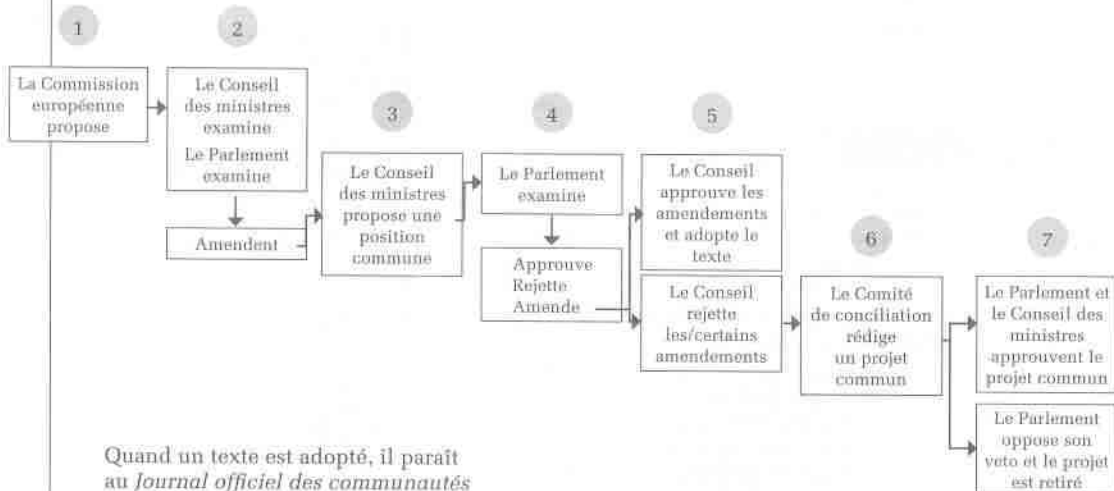 1
La Commission
européenne
propose
2
Le Conseil
des ministres
examine
Le Parlement
examine
Amendent
3
Le Conseil
des ministres
propose une
position
commune
4
Le Parlement
examine
Approuve
Rejette
Amende
5
Le Conseil
approuve les
amendements
et adopte le
texte
Le Conseil
rejette
les/certains
amendements
6
Le Comité
de conciliation
rédige
un projet
commun
7
Le Parlement et
le Conseil des
ministres
approuvent le
projet commun
Le Parlement
oppose son
veto et le projet
est retiré
Quand un texte est adopté, il paraît
au Journal officiel des communautés